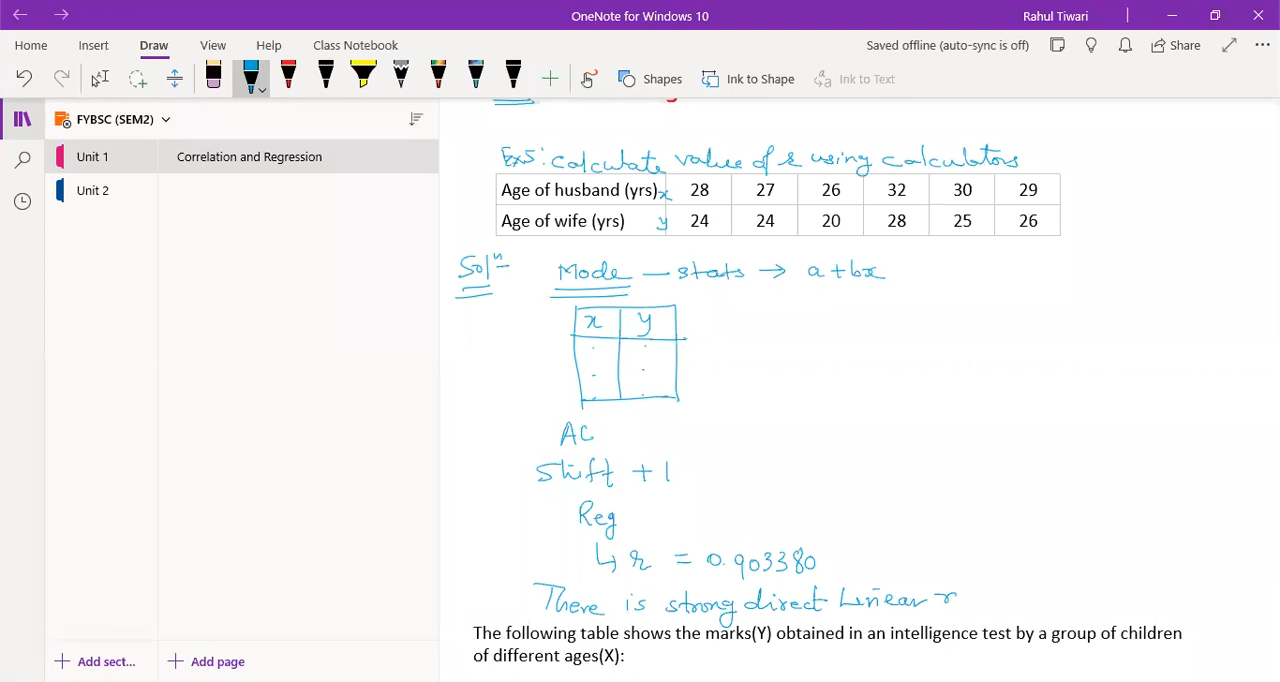 OneNote for Windows 10
Rahul Tiwari
Home Insert Draw View Help Class Notebook
Saved offline (auto-sync is off) Share
Shapes Ink to Shape Ink to Text
FYBSC (SEM2)
Unit 1 Correlation and Regression
Unit 2
Ex5: calculate value of r using calculators
Age of husband (yrs) x 28 27 26 32 30 29
Age of wife (yrs) y 24 24 20 28 25 26
Solⁿ Mode — stats → a + bx
x y
AC
Shift + 1
Reg
↳ r = 0.903380
There is strong direct Linear r
The following table shows the marks(Y) obtained in an intelligence test by a group of children
of different ages(X):
Add sect... Add page